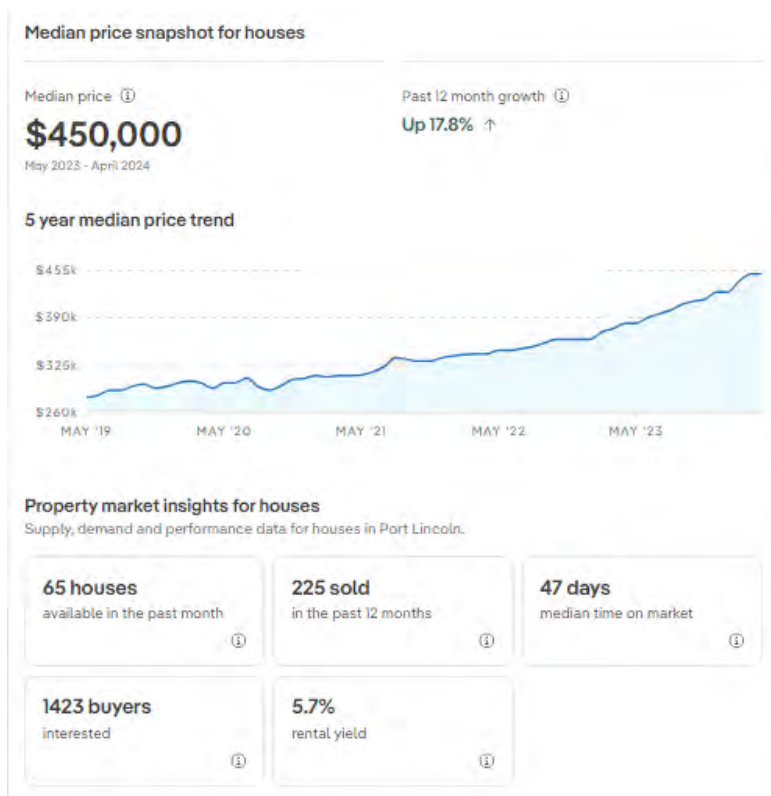 Median price snapshot for houses
Median price
Past 12 month growth
$450,000
Up 17.8% ↑
May 2023 - April 2024
5 year median price trend
$455k
$390k
$325k
$260k
MAY '19 MAY '20 MAY '21 MAY '22 MAY '23
Property market insights for houses
Supply, demand and performance data for houses in Port Lincoln.
65 houses
available in the past month
225 sold
in the past 12 months
47 days
median time on market
1423 buyers
interested
5.7%
rental yield